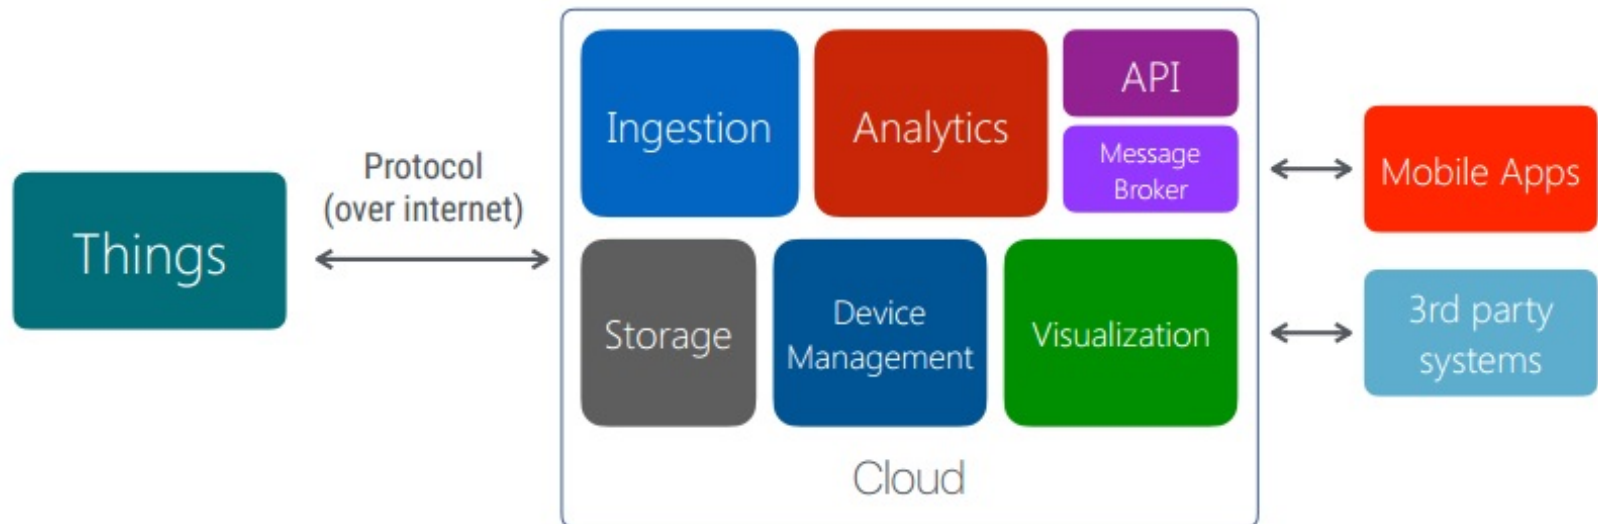 Things
Protocol
(over internet)
Ingestion
Analytics
API
Message
Broker
Storage
Device
Management
Visualization
Cloud
Mobile Apps
3rd party
systems